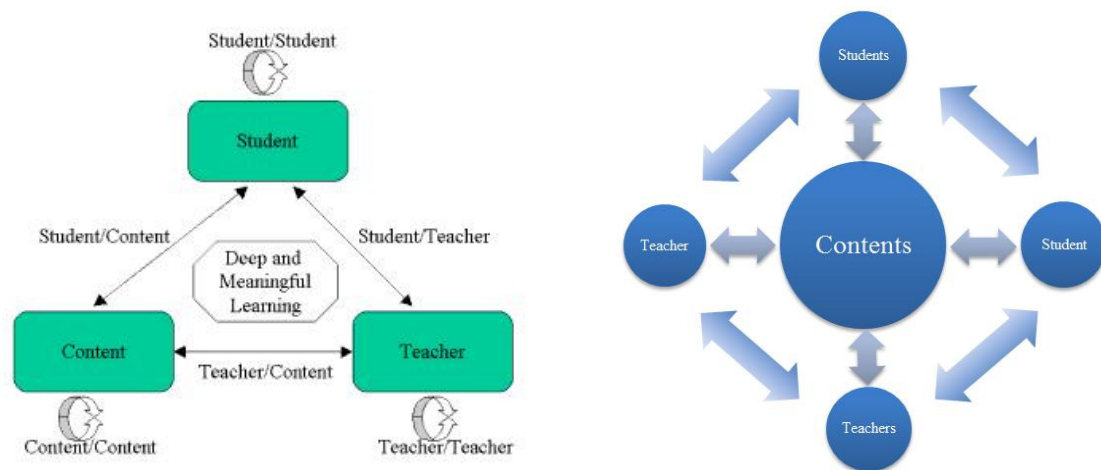 Student/Student
Student
Student/Content
Student/Teacher
Deep and
Meaningful
Learning
Content
Teacher
Teacher/Content
Content/Content
Teacher/Teacher
Students
Teacher
Contents
Student
Teachers